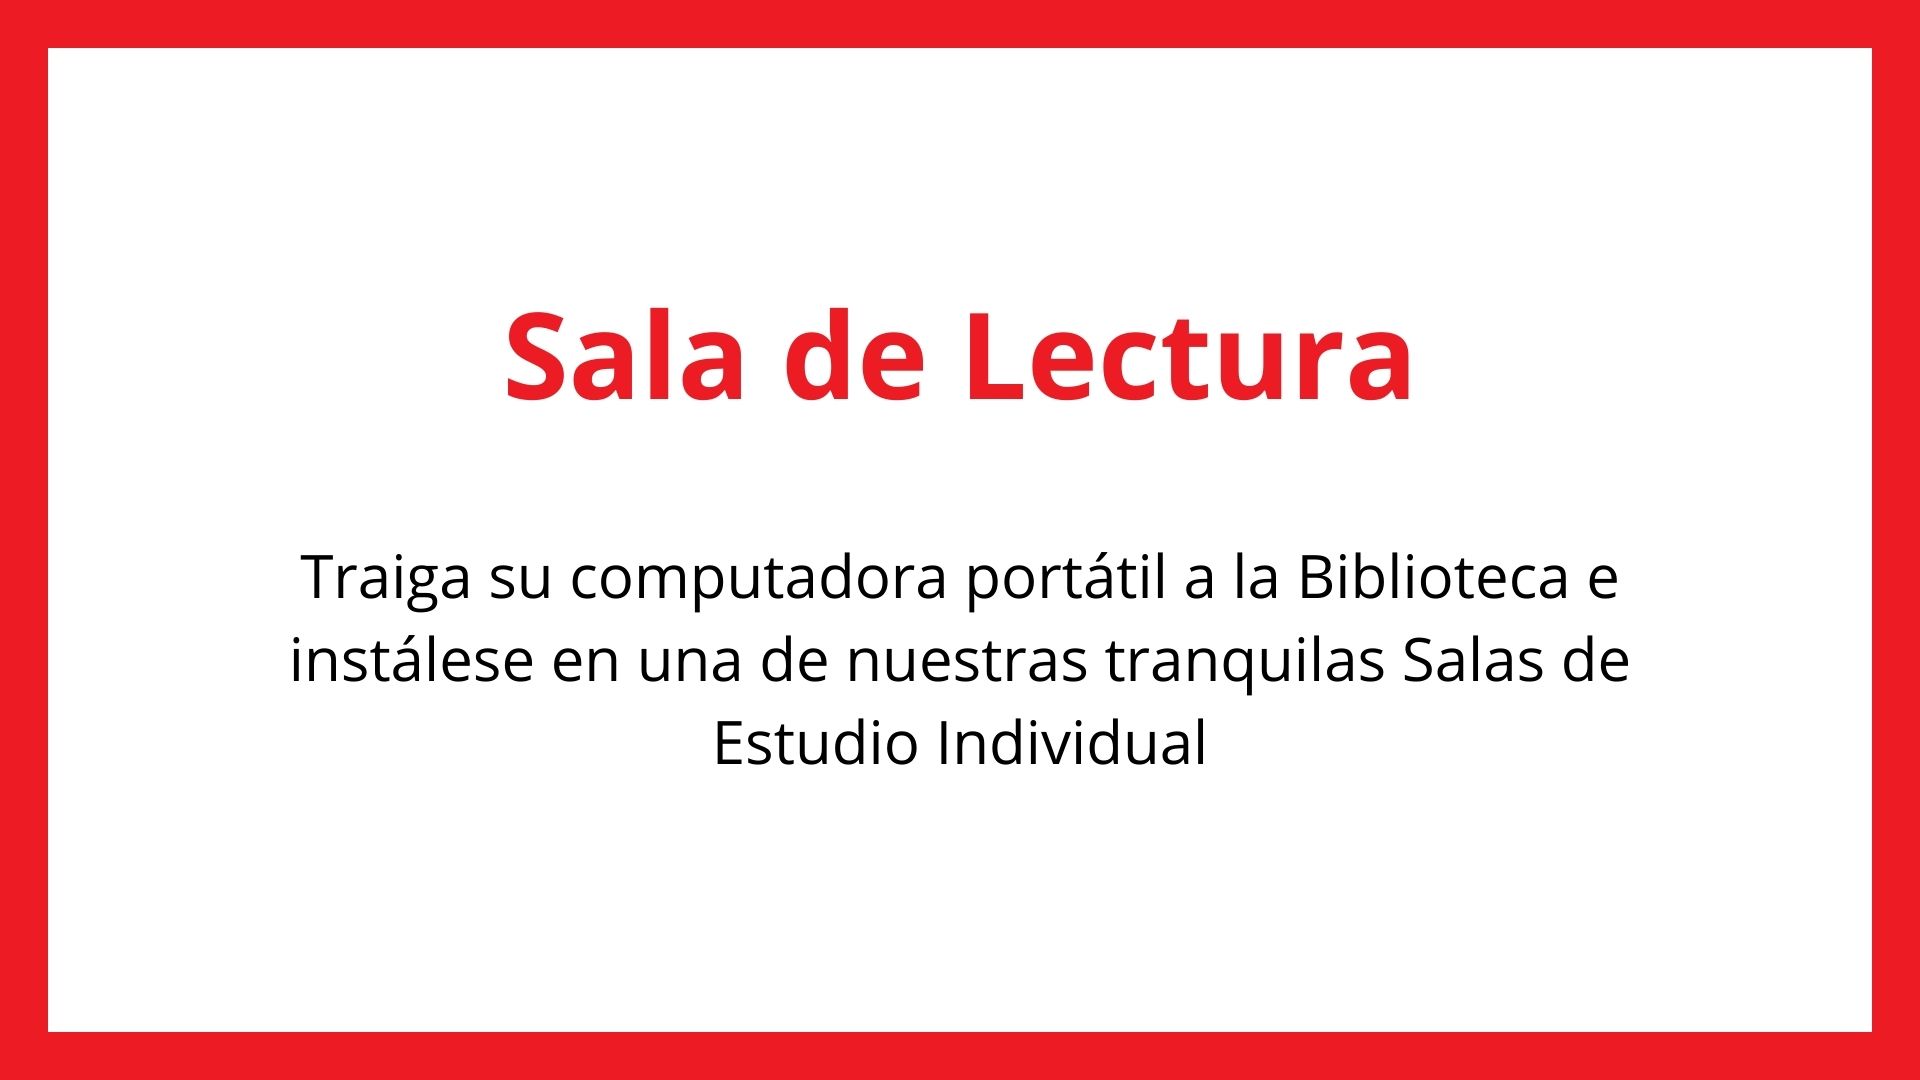 Sala de Lectura
Traiga su computadora portátil a la Biblioteca e
instálese en una de nuestras tranquilas Salas de
Estudio Individual